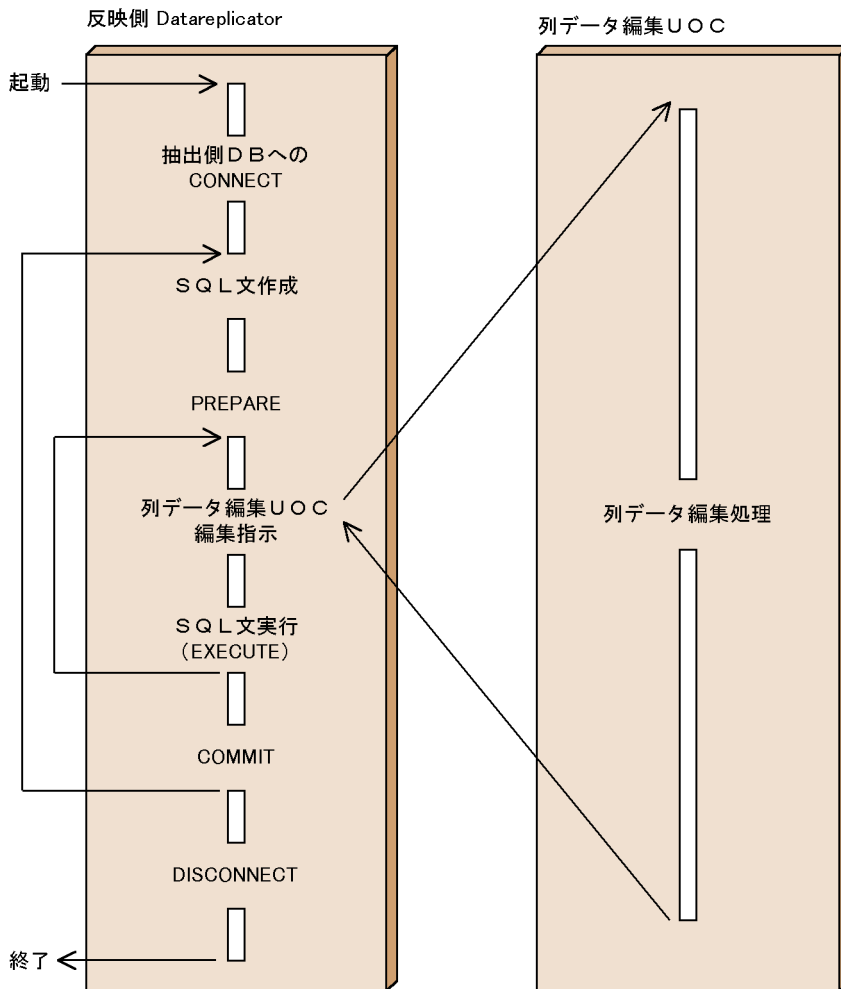 反映側 Datareplicator
列データ編集ＵＯＣ
起動
抽出側ＤＢへの
CONNECT
ＳＱＬ文作成
PREPARE
列データ編集ＵＯＣ
編集指示
列データ編集処理
ＳＱＬ文実行
（EXECUTE）
COMMIT
DISCONNECT
終了